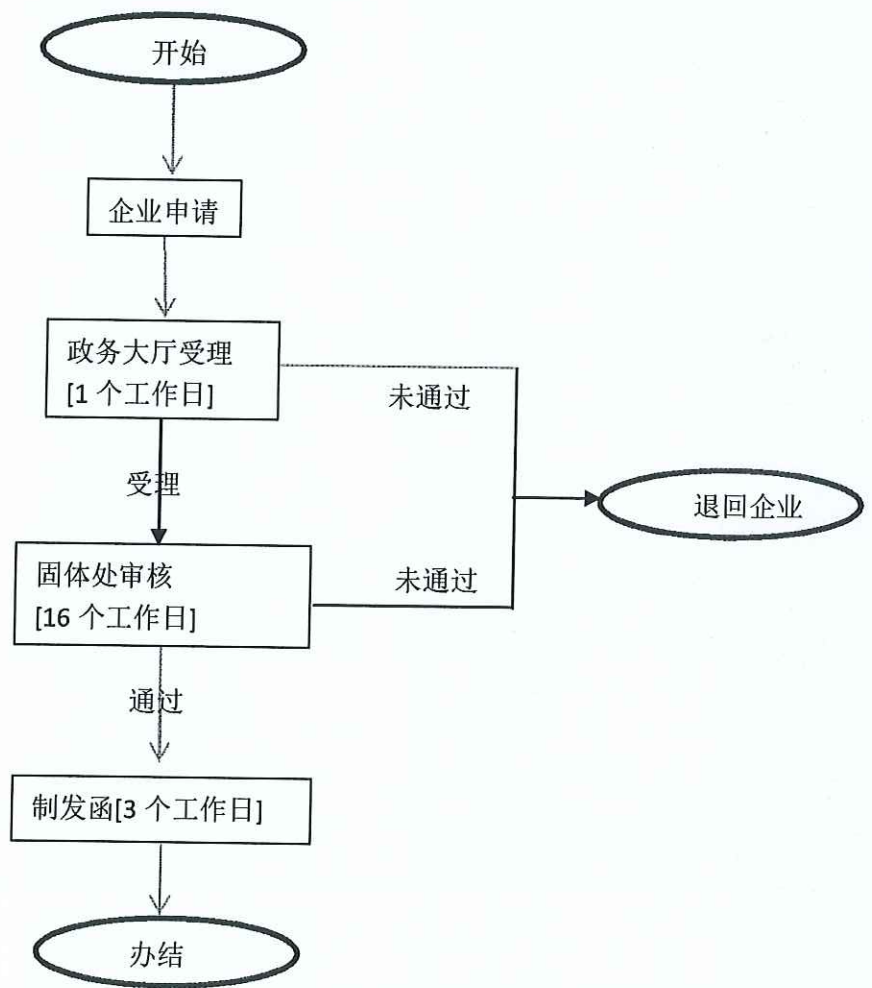 开始
企业申请
政务大厅受理
[1 个工作日]
未通过
受理
退回企业
固体处审核
[16 个工作日]
未通过
通过
制发函[3 个工作日]
办结